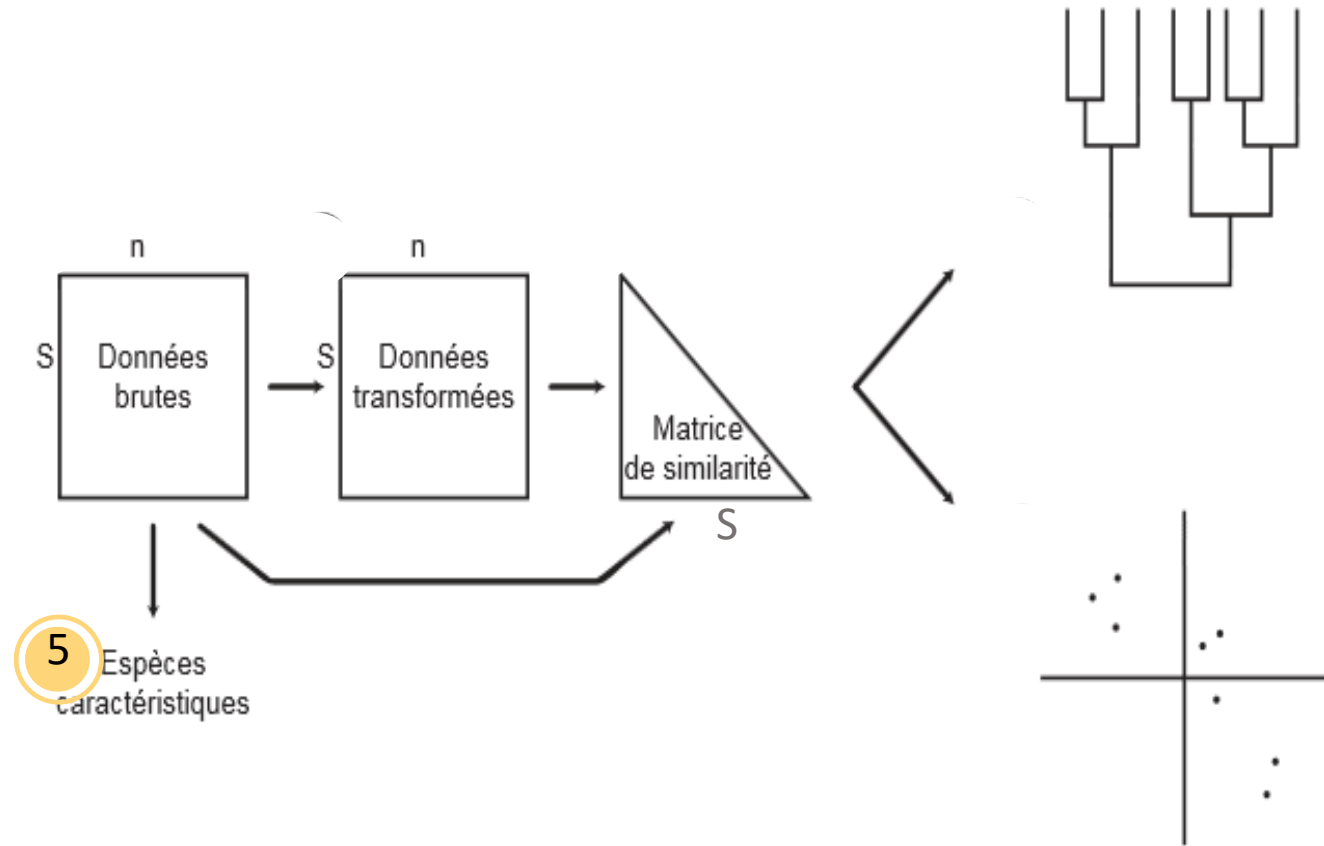 n
n
S
Données
brutes
S
Données
transformées
Matrice
de similarité
S
5
Espèces
caractéristiques